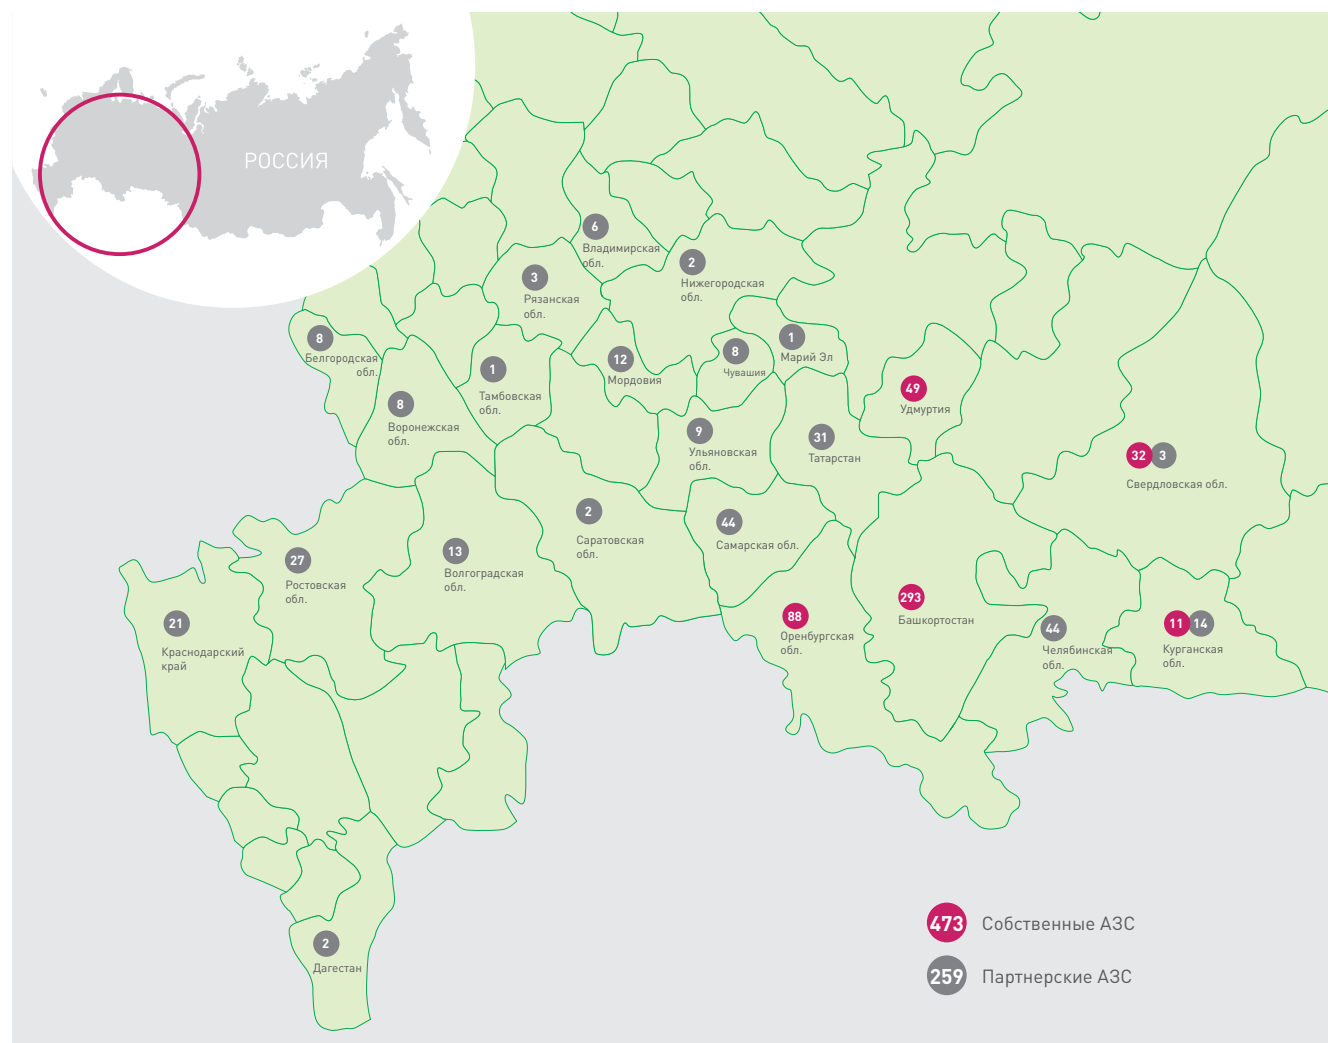 РОССИЯ
6
Владимирская
обл.
2
Нижегородская
обл.
3
Рязанская
обл.
8
Белгородская
обл.
1
Тамбовская
обл.
12
Мордовия
8
Чувашия
1
Марий Эл
49
Удмуртия
8
Воронежская
обл.
9
Ульяновская
обл.
31
Татарстан
32 3
Свердловская обл.
2
Саратовская
обл.
44
Самарская обл.
27
Ростовская
обл.
13
Волгоградская
обл.
21
Краснодарский
край
88
Оренбургская
обл.
293
Башкортостан
44
Челябинская
обл.
11 14
Курганская
обл.
2
Дагестан
473 Собственные АЗС
259 Партнерские АЗС